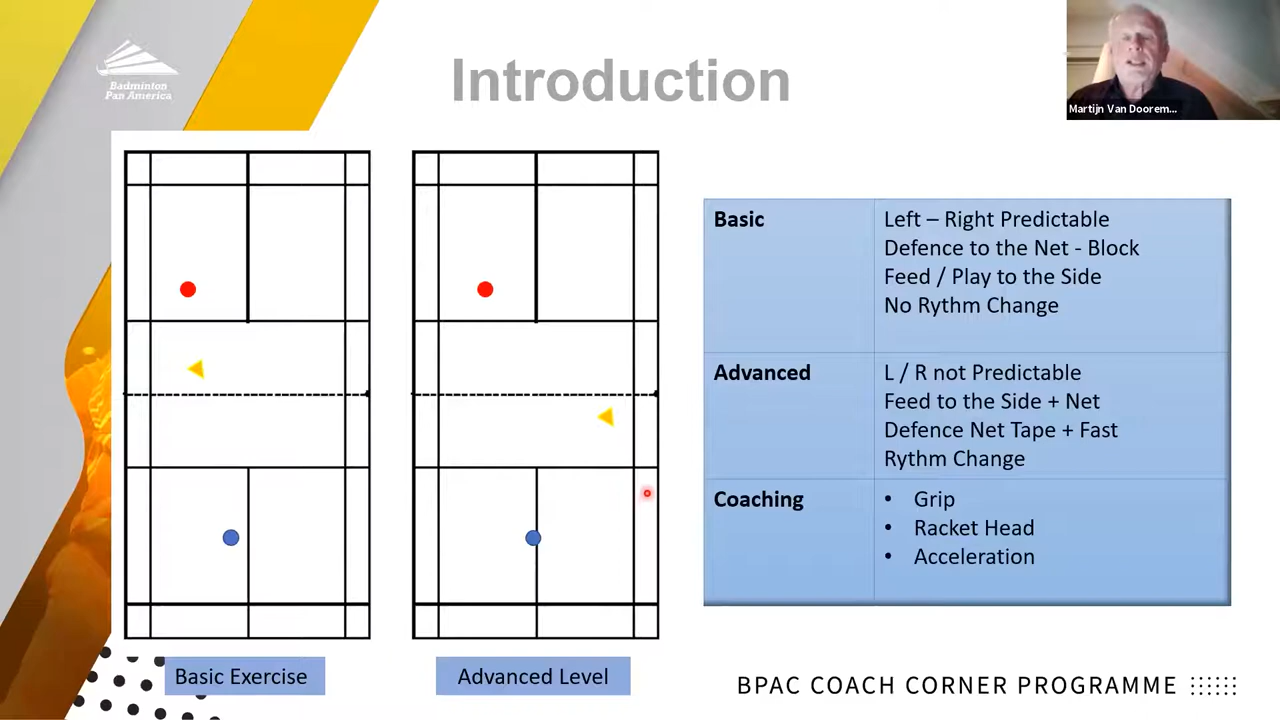 Badminton
Pan America
Introduction
Martijn Van Doorem...
Basic
Left – Right Predictable
Defence to the Net - Block
Feed / Play to the Side
No Rythm Change
Advanced
L / R not Predictable
Feed to the Side + Net
Defence Net Tape + Fast
Rythm Change
Coaching
• Grip
• Racket Head
• Acceleration
Basic Exercise
Advanced Level
BPAC COACH CORNER PROGRAMME